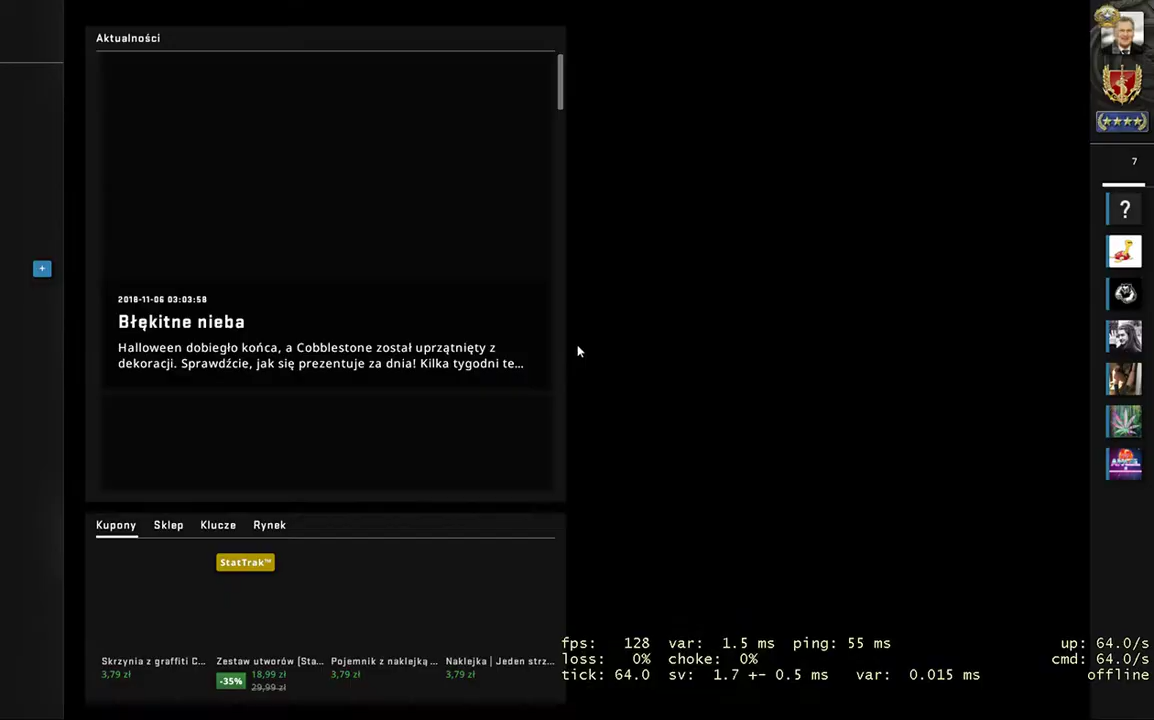 Aktualności
7
+
?
2018-11-06 03:03:58
Błękitne nieba
Halloween dobiegło końca, a Cobblestone został uprzątnięty z
dekoracji. Sprawdźcie, jak się prezentuje za dnia! Kilka tygodni te...
Kupony Sklep Klucze Rynek
StatTrak™
Skrzynia z graffiti C... Zestaw utworów [Sta... Pojemnik z naklejką ... Naklejka | Jeden strz...
3,79 zł -35% 18,99 zł 29,99 zł 3,79 zł 3,79 zł
fps: 128 var: 1.5 ms ping: 55 ms up: 64.0/s
loss: 0% choke: 0% cmd: 64.0/s
tick: 64.0 sv: 1.7 +- 0.5 ms var: 0.015 ms offline